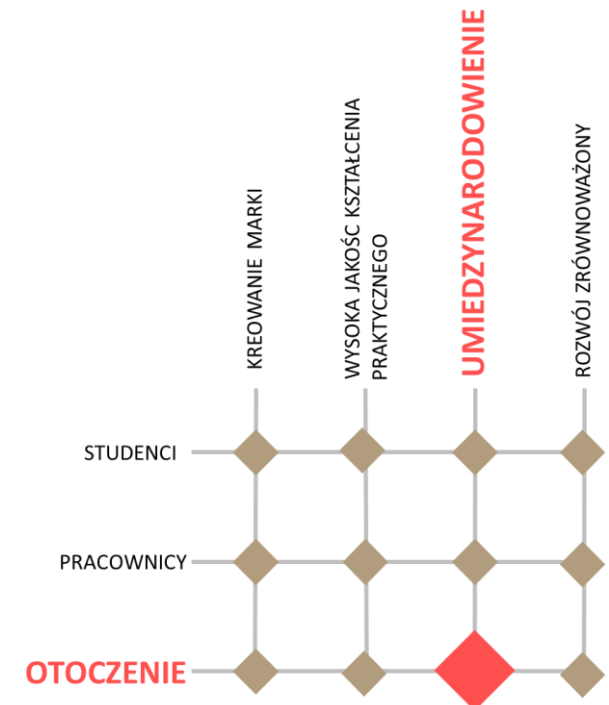 KREOWANIE MARKI
WYSOKA JAKOŚC KSZTAŁCENIA
PRAKTYCZNEGO
UMIEDZYNARODOWIENIE
ROZWÓJ ZRÓWNOWAŻONY
STUDENCI
PRACOWNICY
OTOCZENIE